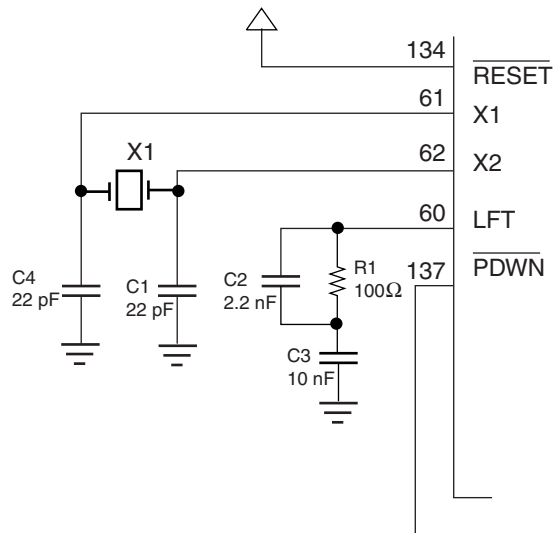 134
RESET
61
X1
X1
62
X2
60
LFT
C4
22 pF
C1
22 pF
C2
2.2 nF
R1
100Ω
137
PDWN
C3
10 nF